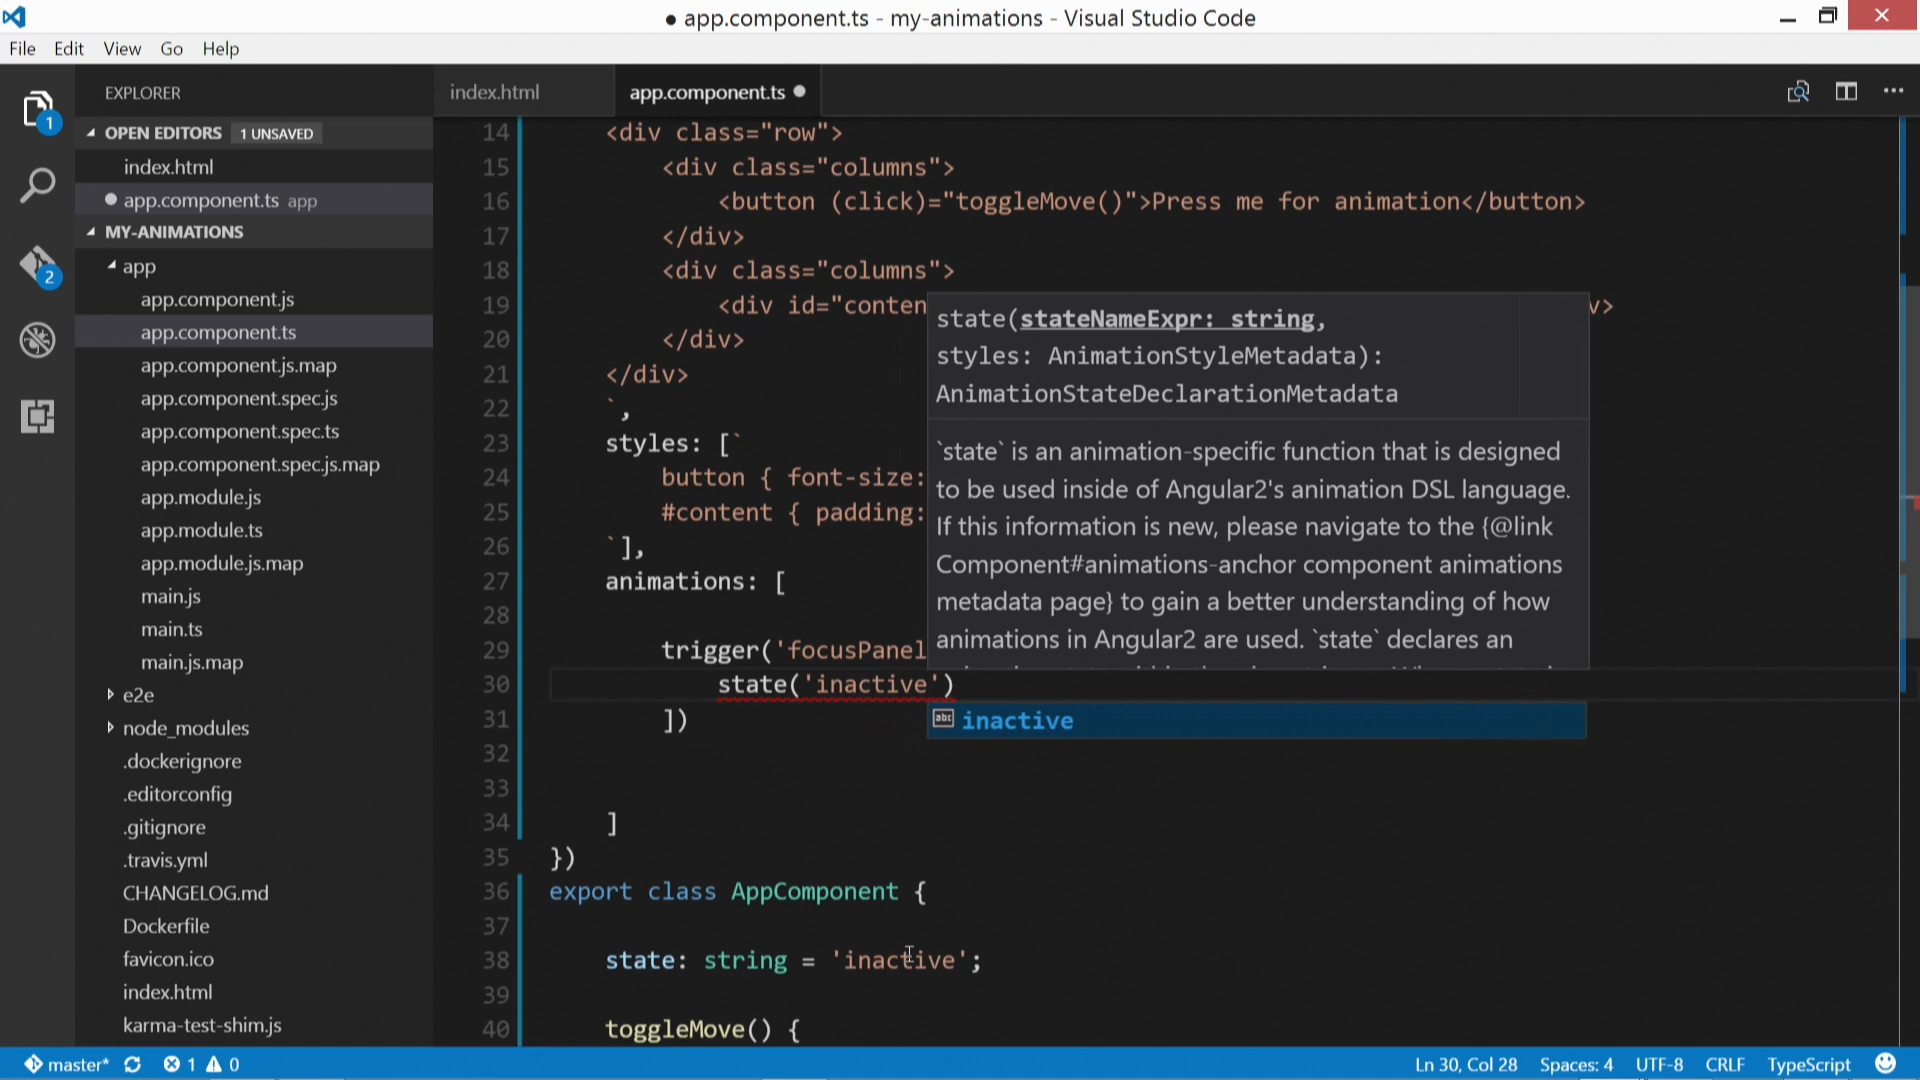 ● app.component.ts - my-animations - Visual Studio Code
File Edit View Go Help
EXPLORER
index.html
app.component.ts
1
OPEN EDITORS 1 UNSAVED
index.html
app.component.ts app
MY-ANIMATIONS
2
app
app.component.js
app.component.ts
app.component.js.map
app.component.spec.js
app.component.spec.ts
app.component.spec.js.map
app.module.js
app.module.ts
app.module.js.map
main.js
main.ts
main.js.map
e2e
node_modules
.dockerignore
.editorconfig
.gitignore
.travis.yml
CHANGELOG.md
Dockerfile
favicon.ico
index.html
karma-test-shim.js
14 <div class="row">
15 <div class="columns">
16 <button (click)="toggleMove()">Press me for animation</button>
17 </div>
18 <div class="columns">
19 <div id="conten v>
20 </div>
21 </div>
22 `,
23 styles: [`
24 button { font-size:
25 #content { padding:
26 `],
27 animations: [
28
29 trigger('focusPanel
30 state('inactive')
31 ])
32
33
34 ]
35 })
36 export class AppComponent {
37
38 state: string = 'inactive';
39
40 toggleMove() {
state(stateNameExpr: string,
styles: AnimationStyleMetadata):
AnimationStateDeclarationMetadata
`state` is an animation-specific function that is designed
to be used inside of Angular2's animation DSL language.
If this information is new, please navigate to the {@link
Component#animations-anchor component animations
metadata page} to gain a better understanding of how
animations in Angular2 are used. `state` declares an
abc inactive
master* 1 0
Ln 30, Col 28 Spaces: 4 UTF-8 CRLF TypeScript